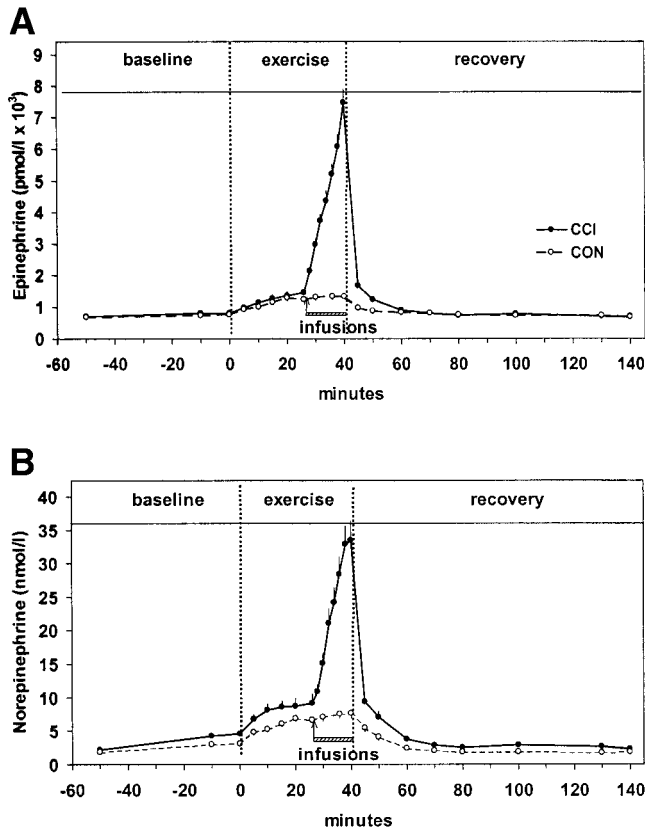 A
baseline exercise recovery
Epinephrine (pmol/l x 10³)
9
8
7
6
5
4
3
2
1
0
CCI
CON
infusions
-60 -40 -20 0 20 40 60 80 100 120 140
minutes
B
baseline exercise recovery
Norepinephrine (nmol/l)
40
35
30
25
20
15
10
5
0
infusions
-60 -40 -20 0 20 40 60 80 100 120 140
minutes